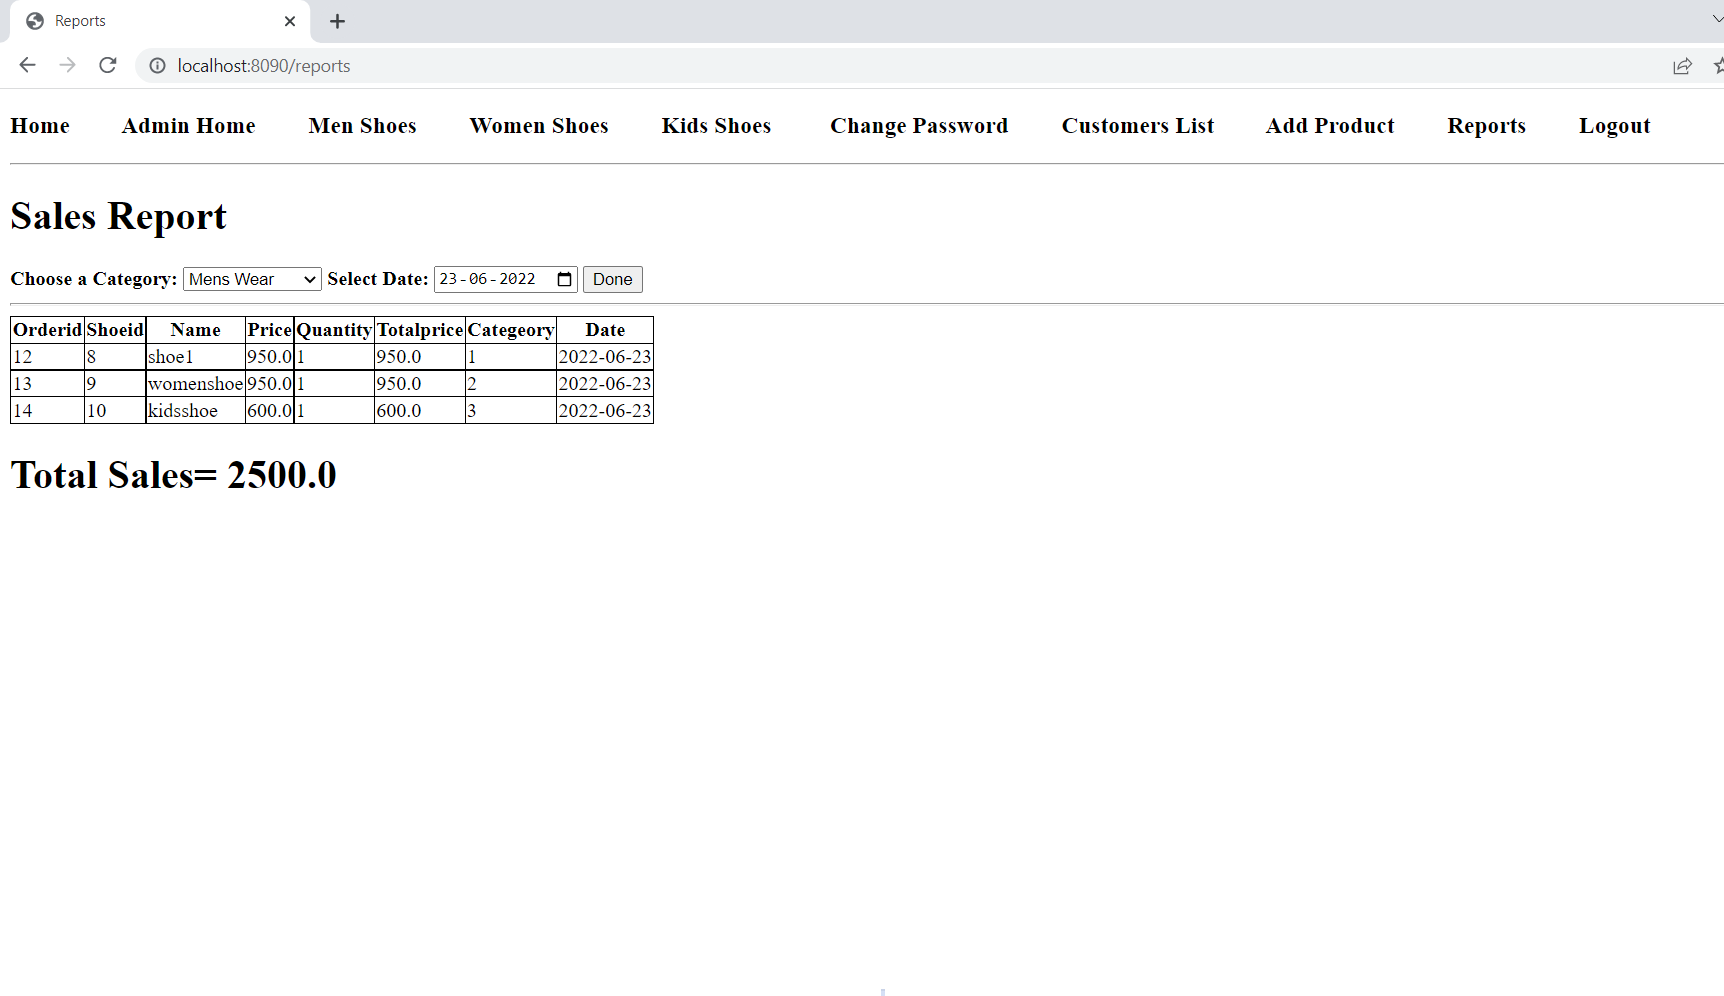 Reports
localhost:8090/reports
Home Admin Home Men Shoes Women Shoes Kids Shoes Change Password Customers List Add Product Reports Logout
Sales Report
Choose a Category: Mens Wear Select Date: 23-06-2022 Done
Orderid Shoeid Name Price Quantity Totalprice Categeory Date
12 8 shoe1 950.0 1 950.0 1 2022-06-23
13 9 womenshoe 950.0 1 950.0 2 2022-06-23
14 10 kidsshoe 600.0 1 600.0 3 2022-06-23
Total Sales= 2500.0